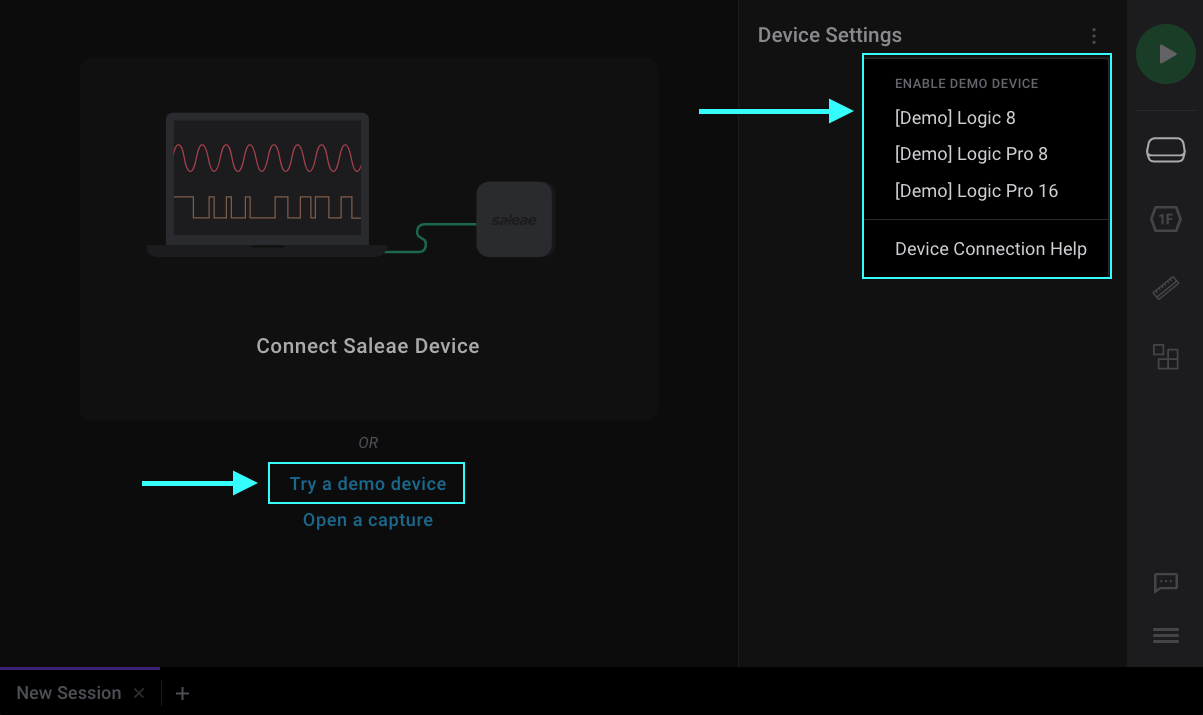 Device Settings
ENABLE DEMO DEVICE
[Demo] Logic 8
[Demo] Logic Pro 8
[Demo] Logic Pro 16
Device Connection Help
1F
saleae
Connect Saleae Device
OR
Try a demo device
Open a capture
New Session